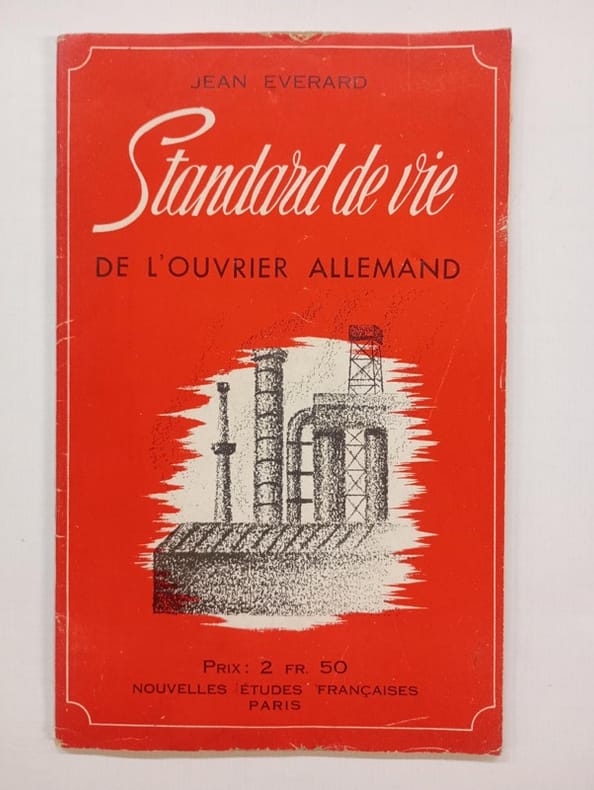 JEAN EVERARD
Standard de vie
DE L'OUVRIER ALLEMAND
PRIX: 2 FR. 50
NOUVELLES ÉTUDES FRANÇAISES
PARIS